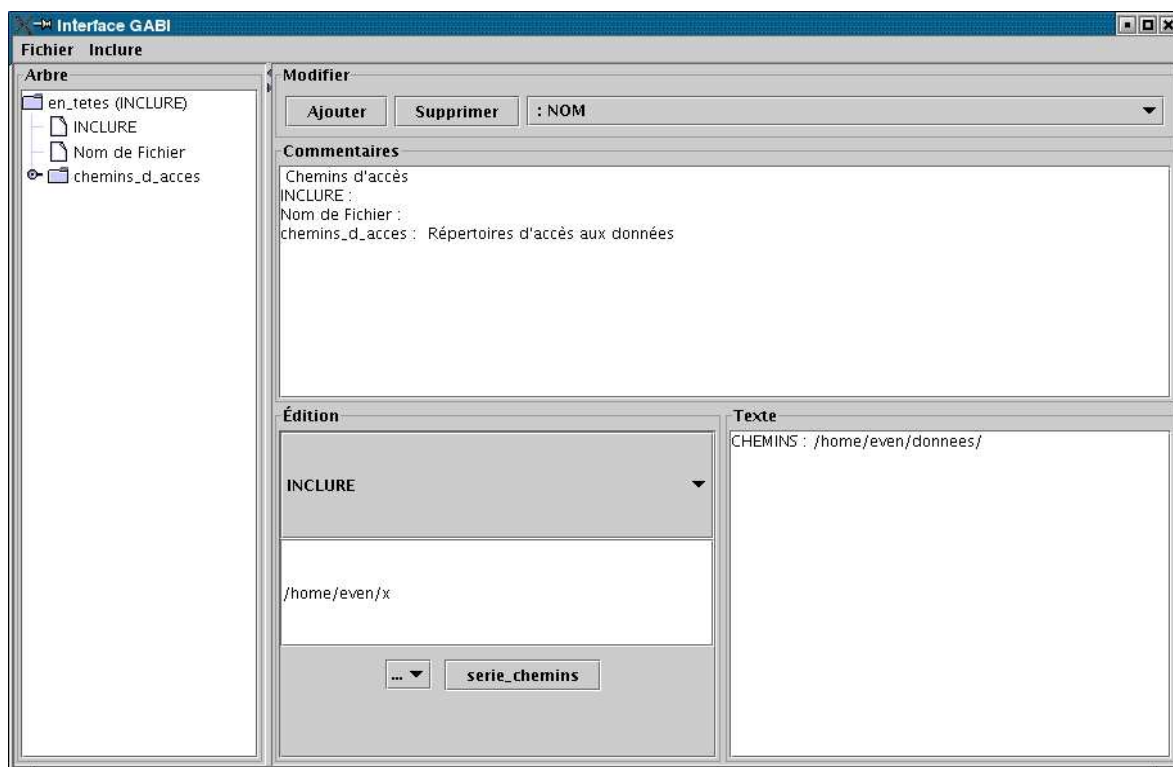 Interface GABI
Fichier Inclure
Arbre
en_tetes (INCLURE)
INCLURE
Nom de Fichier
chemins_d_acces
Modifier
Ajouter Supprimer : NOM
Commentaires
Chemins d'accès
INCLURE :
Nom de Fichier :
chemins_d_acces : Répertoires d'accès aux données
Édition
INCLURE
/home/even/x
... serie_chemins
Texte
CHEMINS : /home/even/donnees/